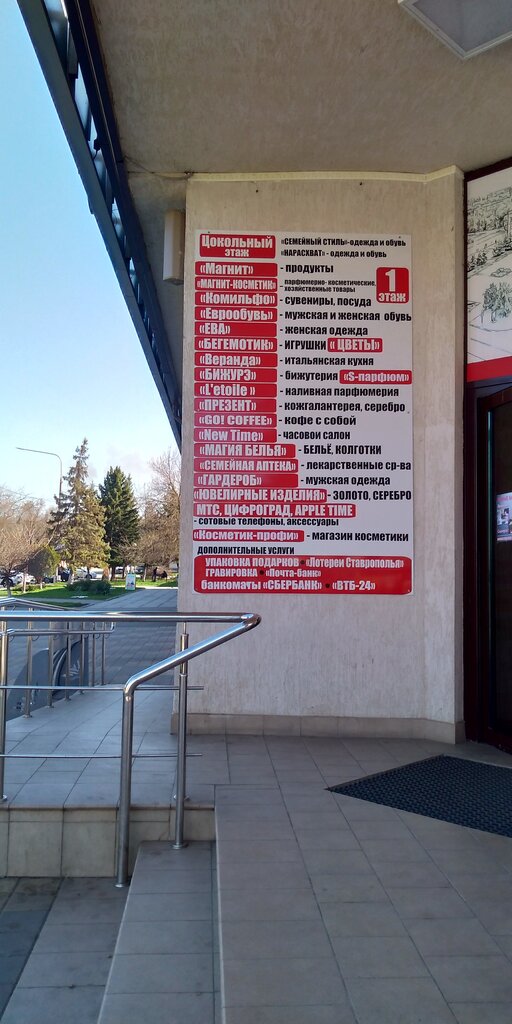 Цокольный этаж
«СЕМЕЙНЫЙ СТИЛЬ»-одежда и обувь
«НАРАСХВАТ» - одежда и обувь
«Магнит» - продукты
1 этаж
«МАГНИТ-КОСМЕТИК» - парфюмерно- косметические, хозяйственные товары
«Комильфо» - сувениры, посуда
«Еврообувь» - мужская и женская обувь
«ЕВА» - женская одежда
«БЕГЕМОТИК» - ИГРУШКИ « ЦВЕТЫ»
«Веранда» - итальянская кухня
«БИЖУРЭ» - бижутерия «S-парфюм»
«L'etoile» - наливная парфюмерия
«ПРЕЗЕНТ» - кожгалантерея, серебро
«GO! COFFEE» - кофе с собой
«New Time» - часовой салон
«МАГИЯ БЕЛЬЯ» - БЕЛЬЁ, КОЛГОТКИ
«СЕМЕЙНАЯ АПТЕКА» - лекарственные ср-ва
«ГАРДЕРОБ» - мужская одежда
«ЮВЕЛИРНЫЕ ИЗДЕЛИЯ» - ЗОЛОТО, СЕРЕБРО
МТС, ЦИФРОГРАД, APPLE TIME
- сотовые телефоны, аксессуары
«Косметик-профи» - магазин косметики
ДОПОЛНИТЕЛЬНЫЕ УСЛУГИ
УПАКОВКА ПОДАРКОВ • «Лотереи Ставрополья»
ГРАВИРОВКА • «Почта-банк»
банкоматы «СБЕРБАНК» • «ВТБ-24»